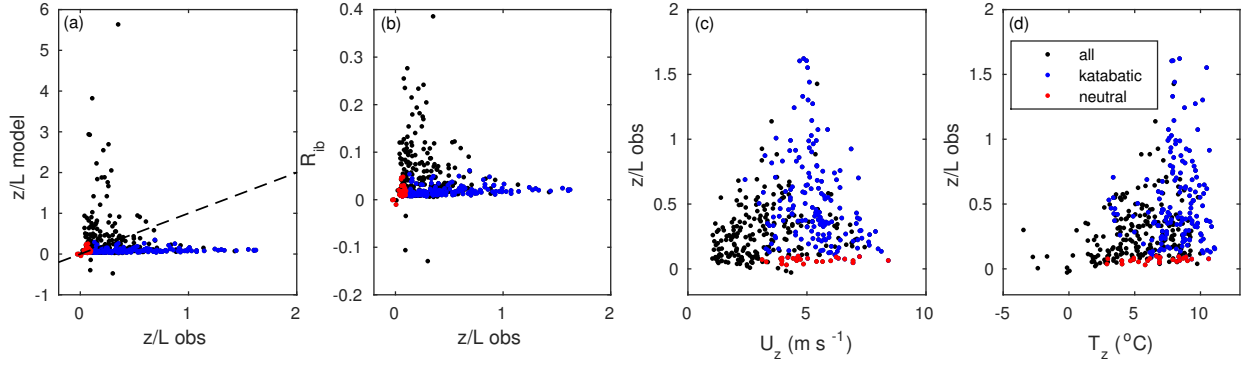 (a)
6
5
4
3
2
1
0
-1
z/L model
0
1
2
z/L obs
(b)
0.4
0.3
0.2
0.1
0
-0.1
-0.2
R_ib
0
1
2
z/L obs
(c)
2
1.5
1
0.5
0
z/L obs
0
5
10
U_z (m s ⁻¹)
(d)
2
1.5
1
0.5
0
z/L obs
all
katabatic
neutral
-5
0
5
10
T_z (°C)